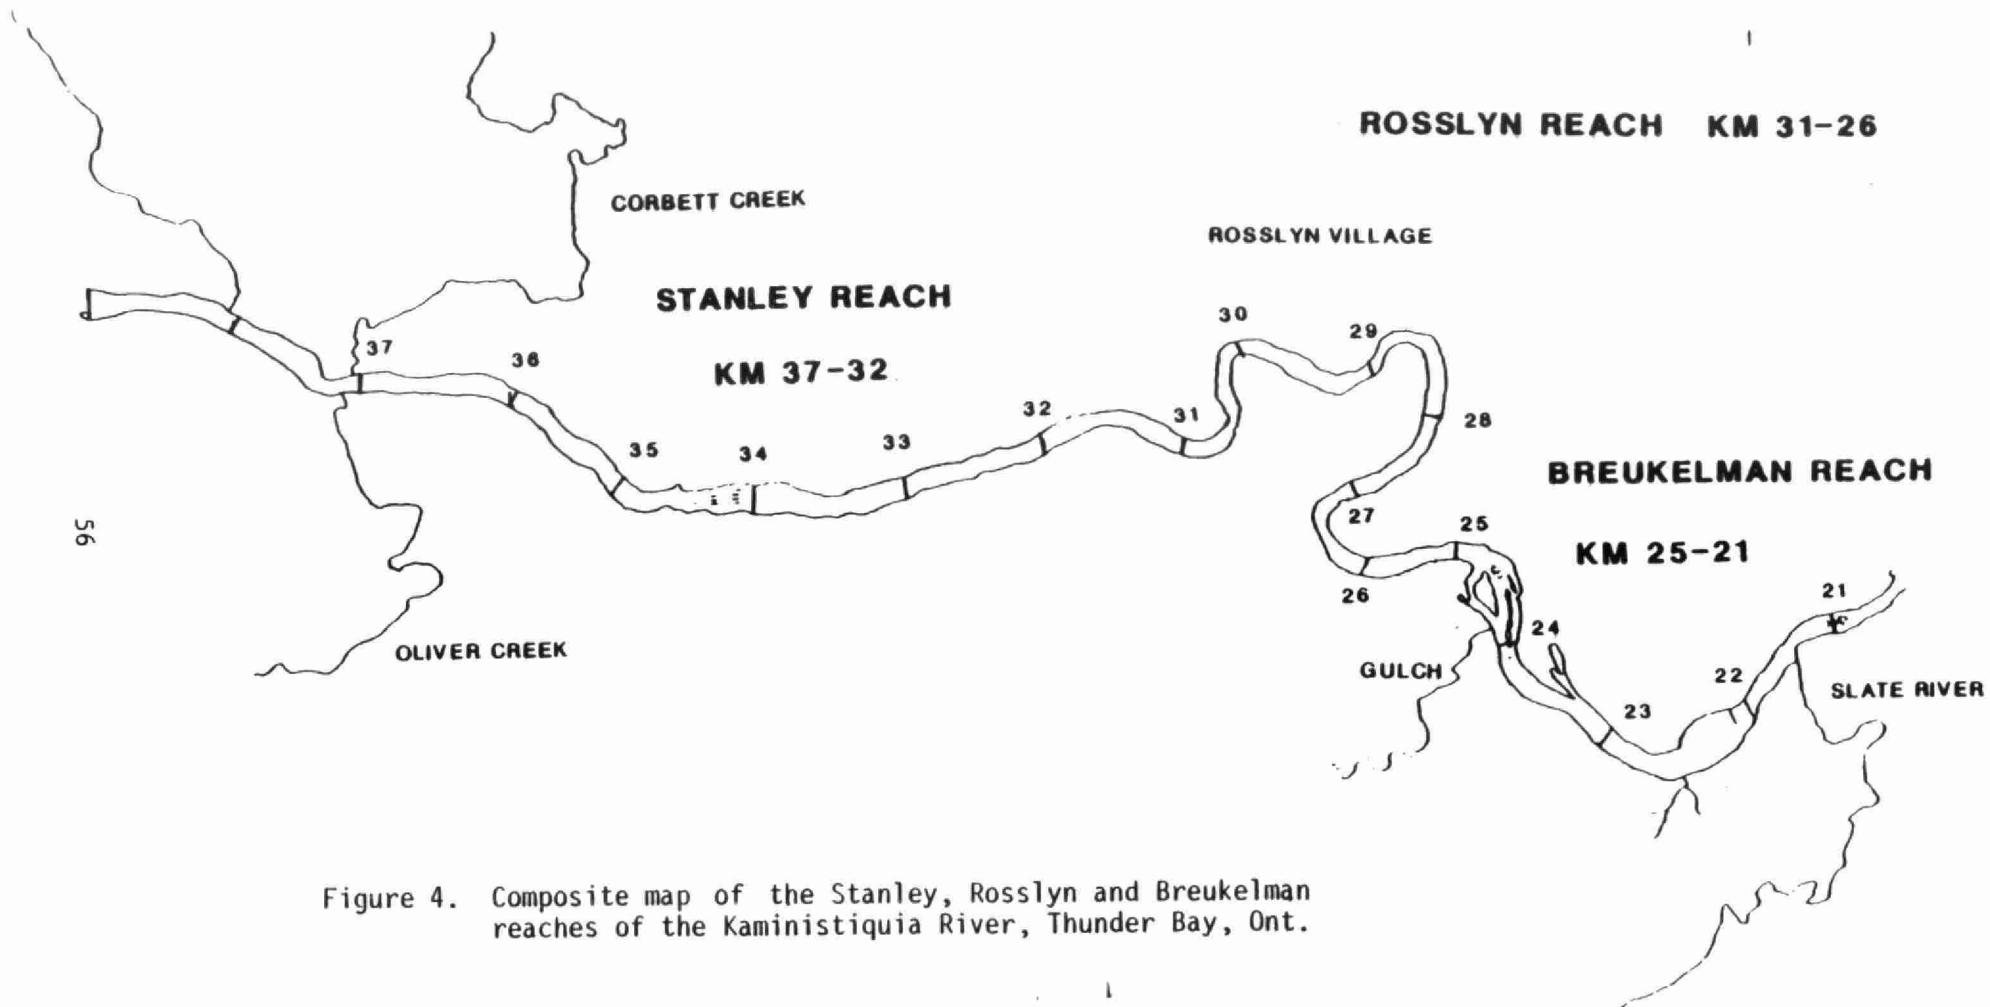 ROSSLYN REACH KM 31-26
CORBETT CREEK
ROSSLYN VILLAGE
STANLEY REACH
KM 37-32
37
36
35
34
33
32
31
30
29
28
27
26
25
24
23
22
21
BREUKELMAN REACH
KM 25-21
OLIVER CREEK
GULCH
SLATE RIVER
56
Figure 4. Composite map of the Stanley, Rosslyn and Breukelman
reaches of the Kaministiquia River, Thunder Bay, Ont.